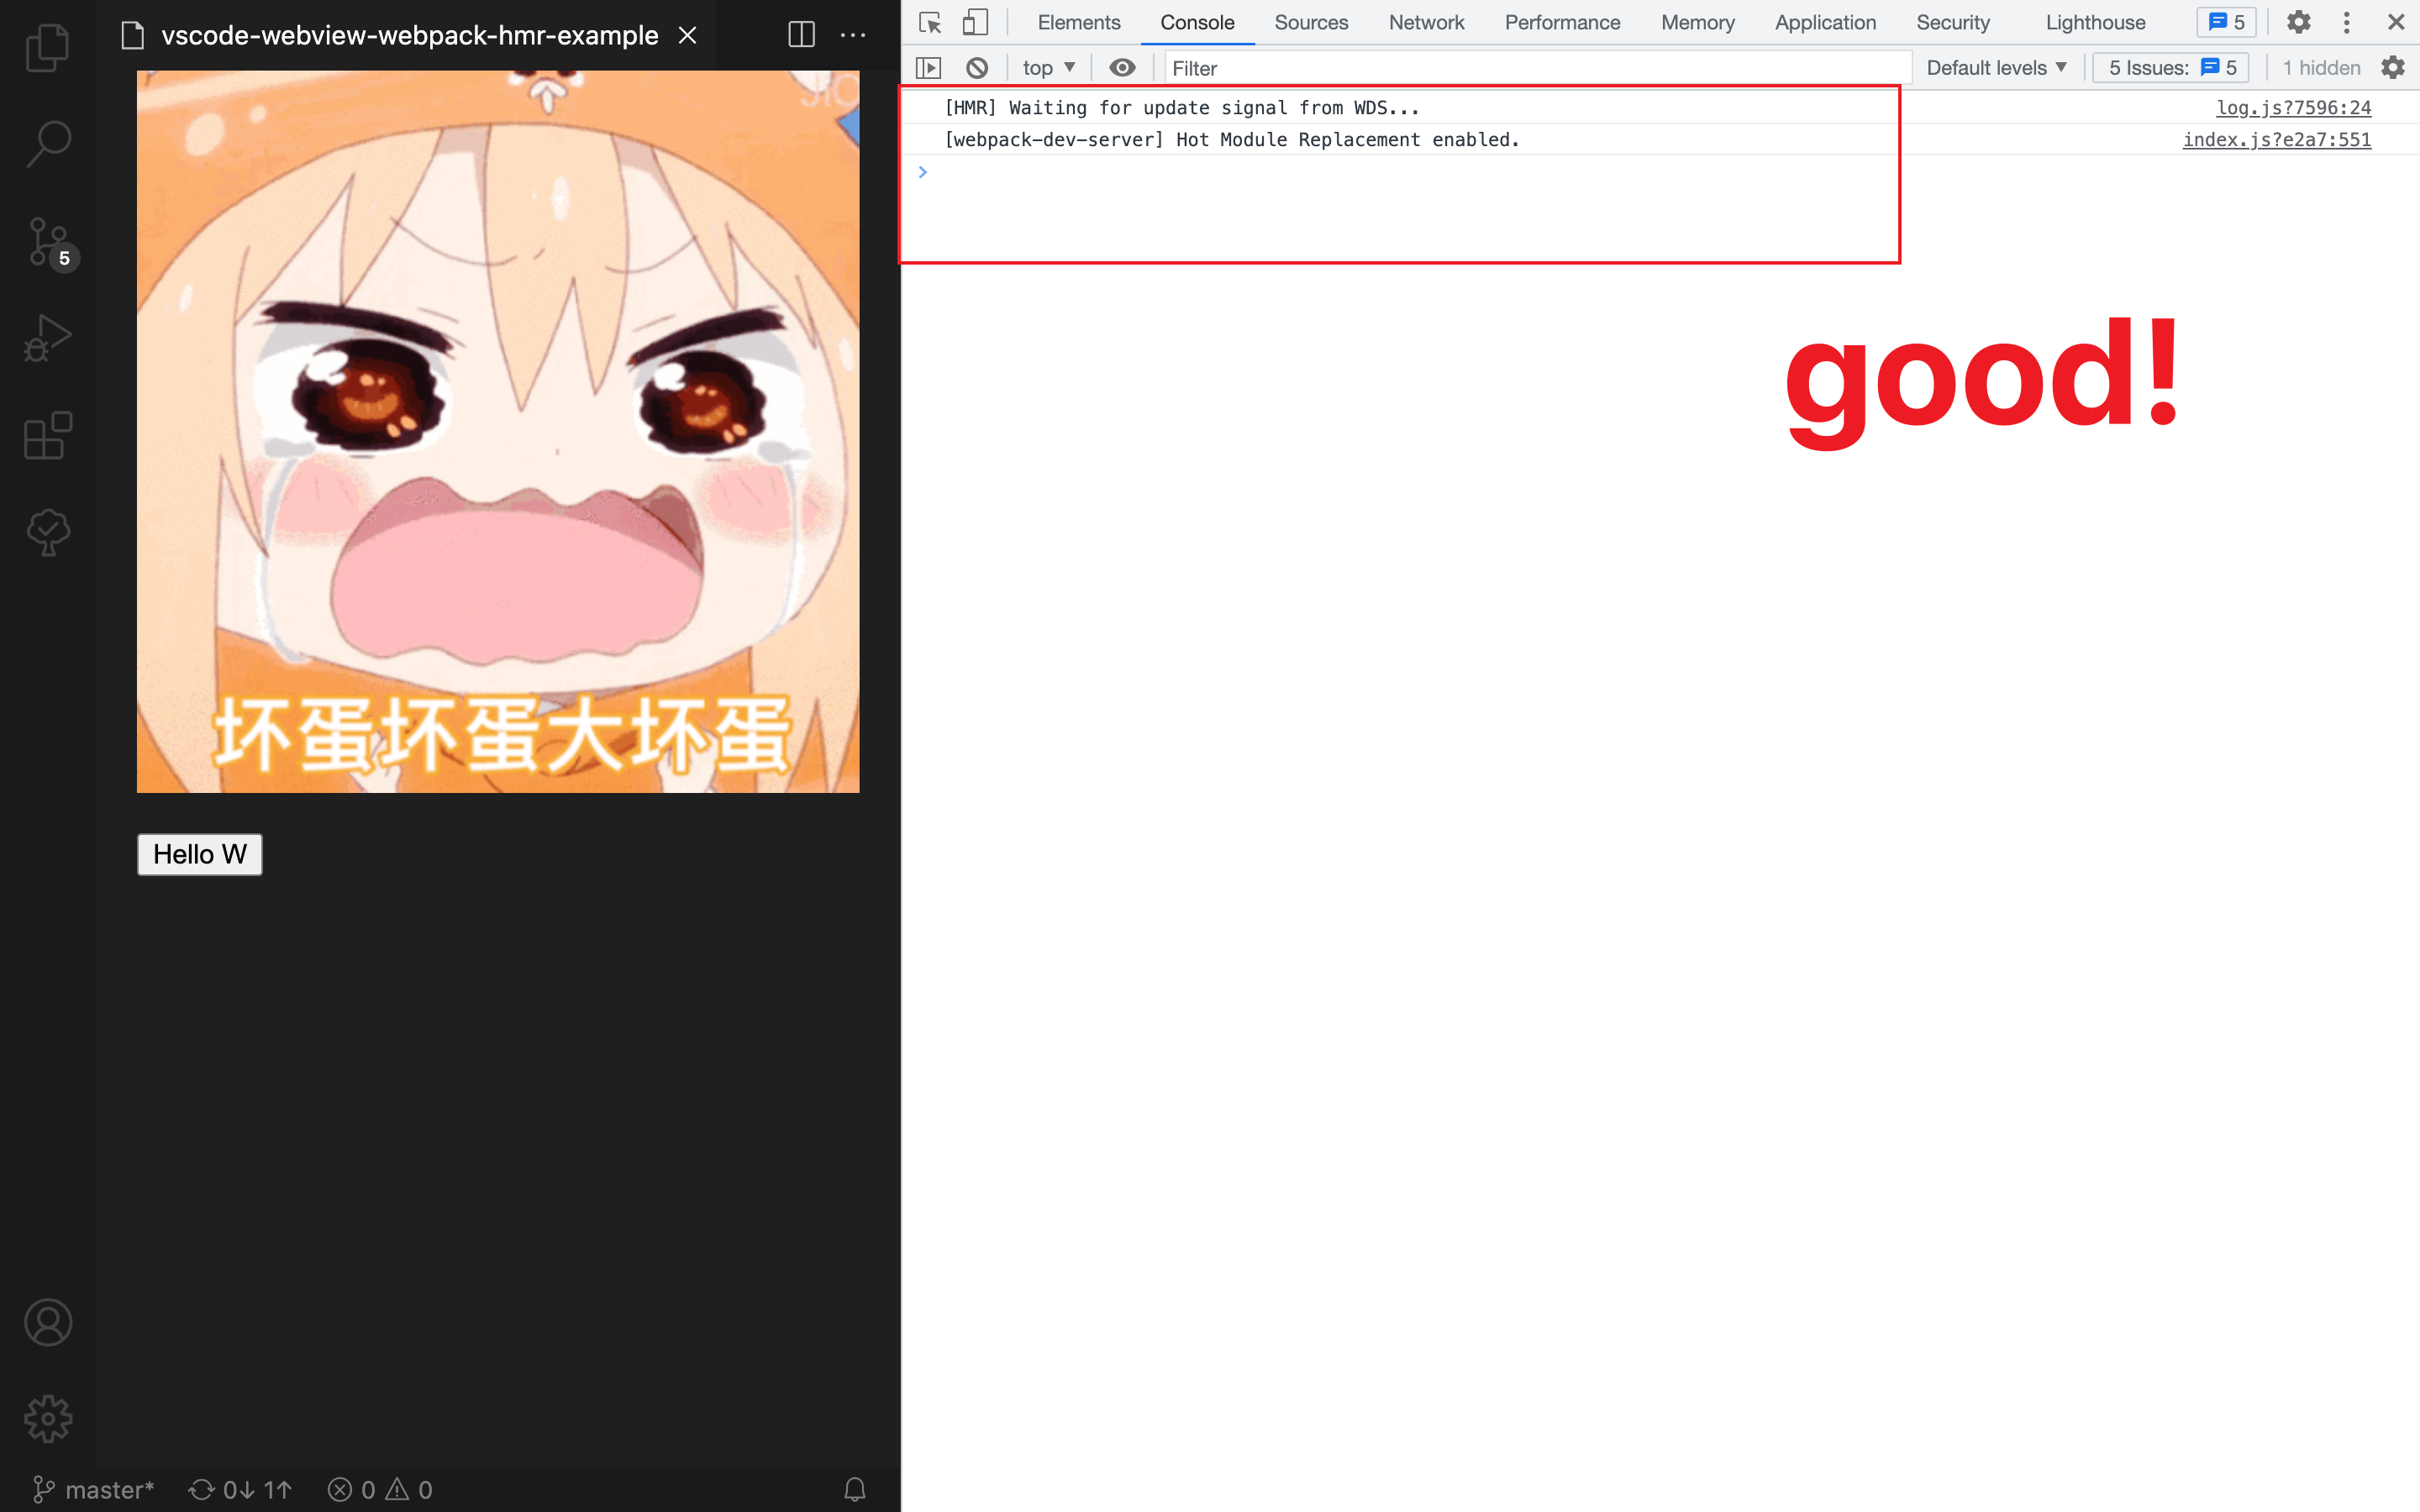 vscode-webview-webpack-hmr-example
5
坏蛋坏蛋大坏蛋
Hello W
master* 0↓ 1↑ 0 0
Elements Console Sources Network Performance Memory Application Security Lighthouse 5
top Filter Default levels 5 Issues: 5 1 hidden
[HMR] Waiting for update signal from WDS... log.js?7596:24
[webpack-dev-server] Hot Module Replacement enabled. index.js?e2a7:551
good!